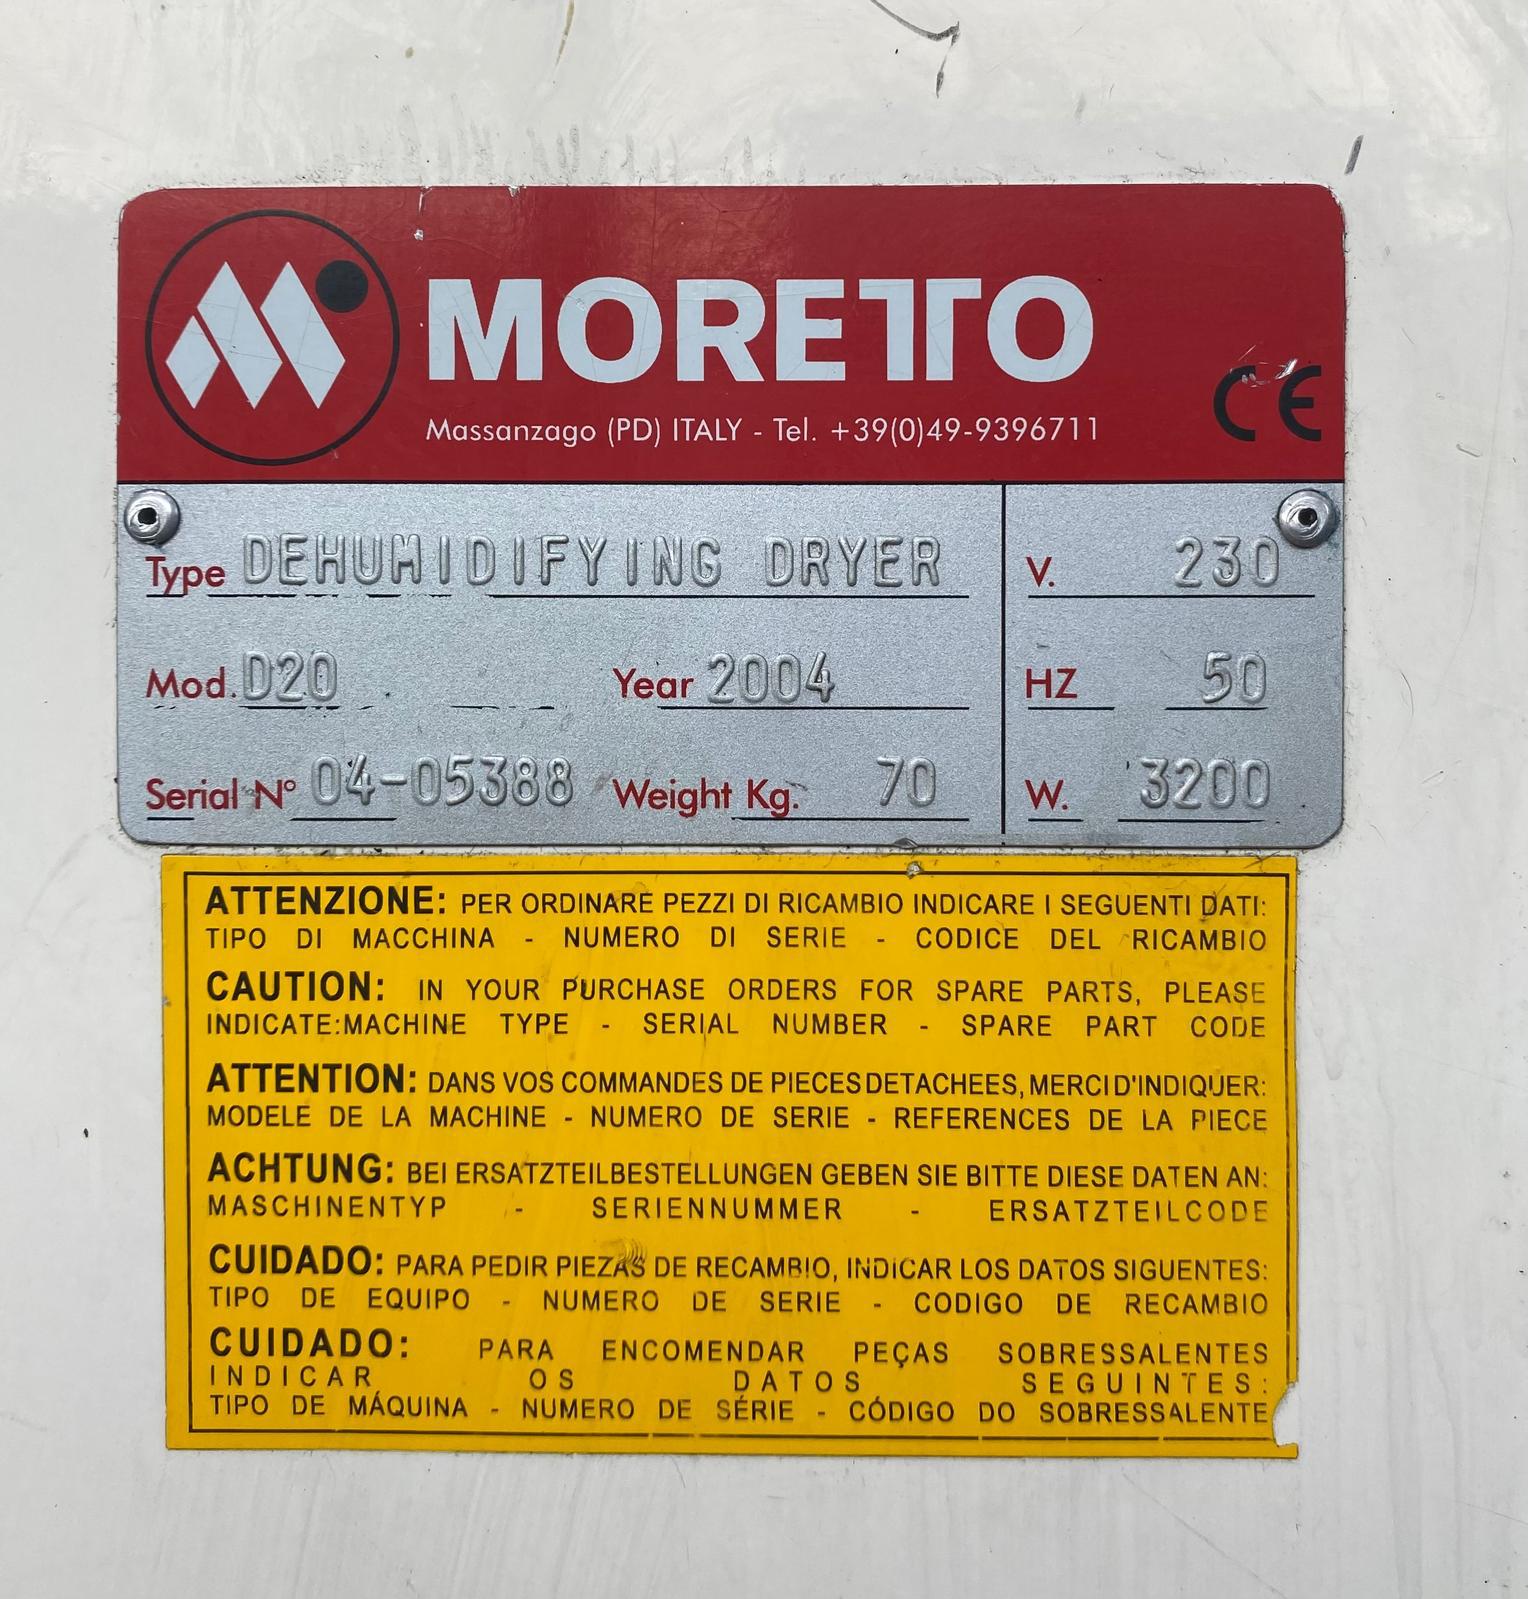 MORETTO
Massanzago (PD) ITALY - Tel. +39(0)49-9396711
CE
Type DEHUMIDIFYING DRYER V. 230
Mod. D20 Year 2004 HZ 50
Serial N° 04-05388 Weight Kg. 70 W. 3200
ATTENZIONE: PER ORDINARE PEZZI DI RICAMBIO INDICARE I SEGUENTI DATI:
TIPO DI MACCHINA - NUMERO DI SERIE - CODICE DEL RICAMBIO
CAUTION: IN YOUR PURCHASE ORDERS FOR SPARE PARTS, PLEASE
INDICATE:MACHINE TYPE - SERIAL NUMBER - SPARE PART CODE
ATTENTION: DANS VOS COMMANDES DE PIECES DETACHEES, MERCI D'INDIQUER:
MODELE DE LA MACHINE - NUMERO DE SERIE - REFERENCES DE LA PIECE
ACHTUNG: BEI ERSATZTEILBESTELLUNGEN GEBEN SIE BITTE DIESE DATEN AN:
MASCHINENTYP - SERIENNUMMER - ERSATZTEILCODE
CUIDADO: PARA PEDIR PIEZAS DE RECAMBIO, INDICAR LOS DATOS SIGUENTES:
TIPO DE EQUIPO - NUMERO DE SERIE - CODIGO DE RECAMBIO
CUIDADO: PARA ENCOMENDAR PEÇAS SOBRESSALENTES
INDICAR OS DATOS SEGUINTES:
TIPO DE MÁQUINA - NUMERO DE SÉRIE - CÓDIGO DO SOBRESSALENTE